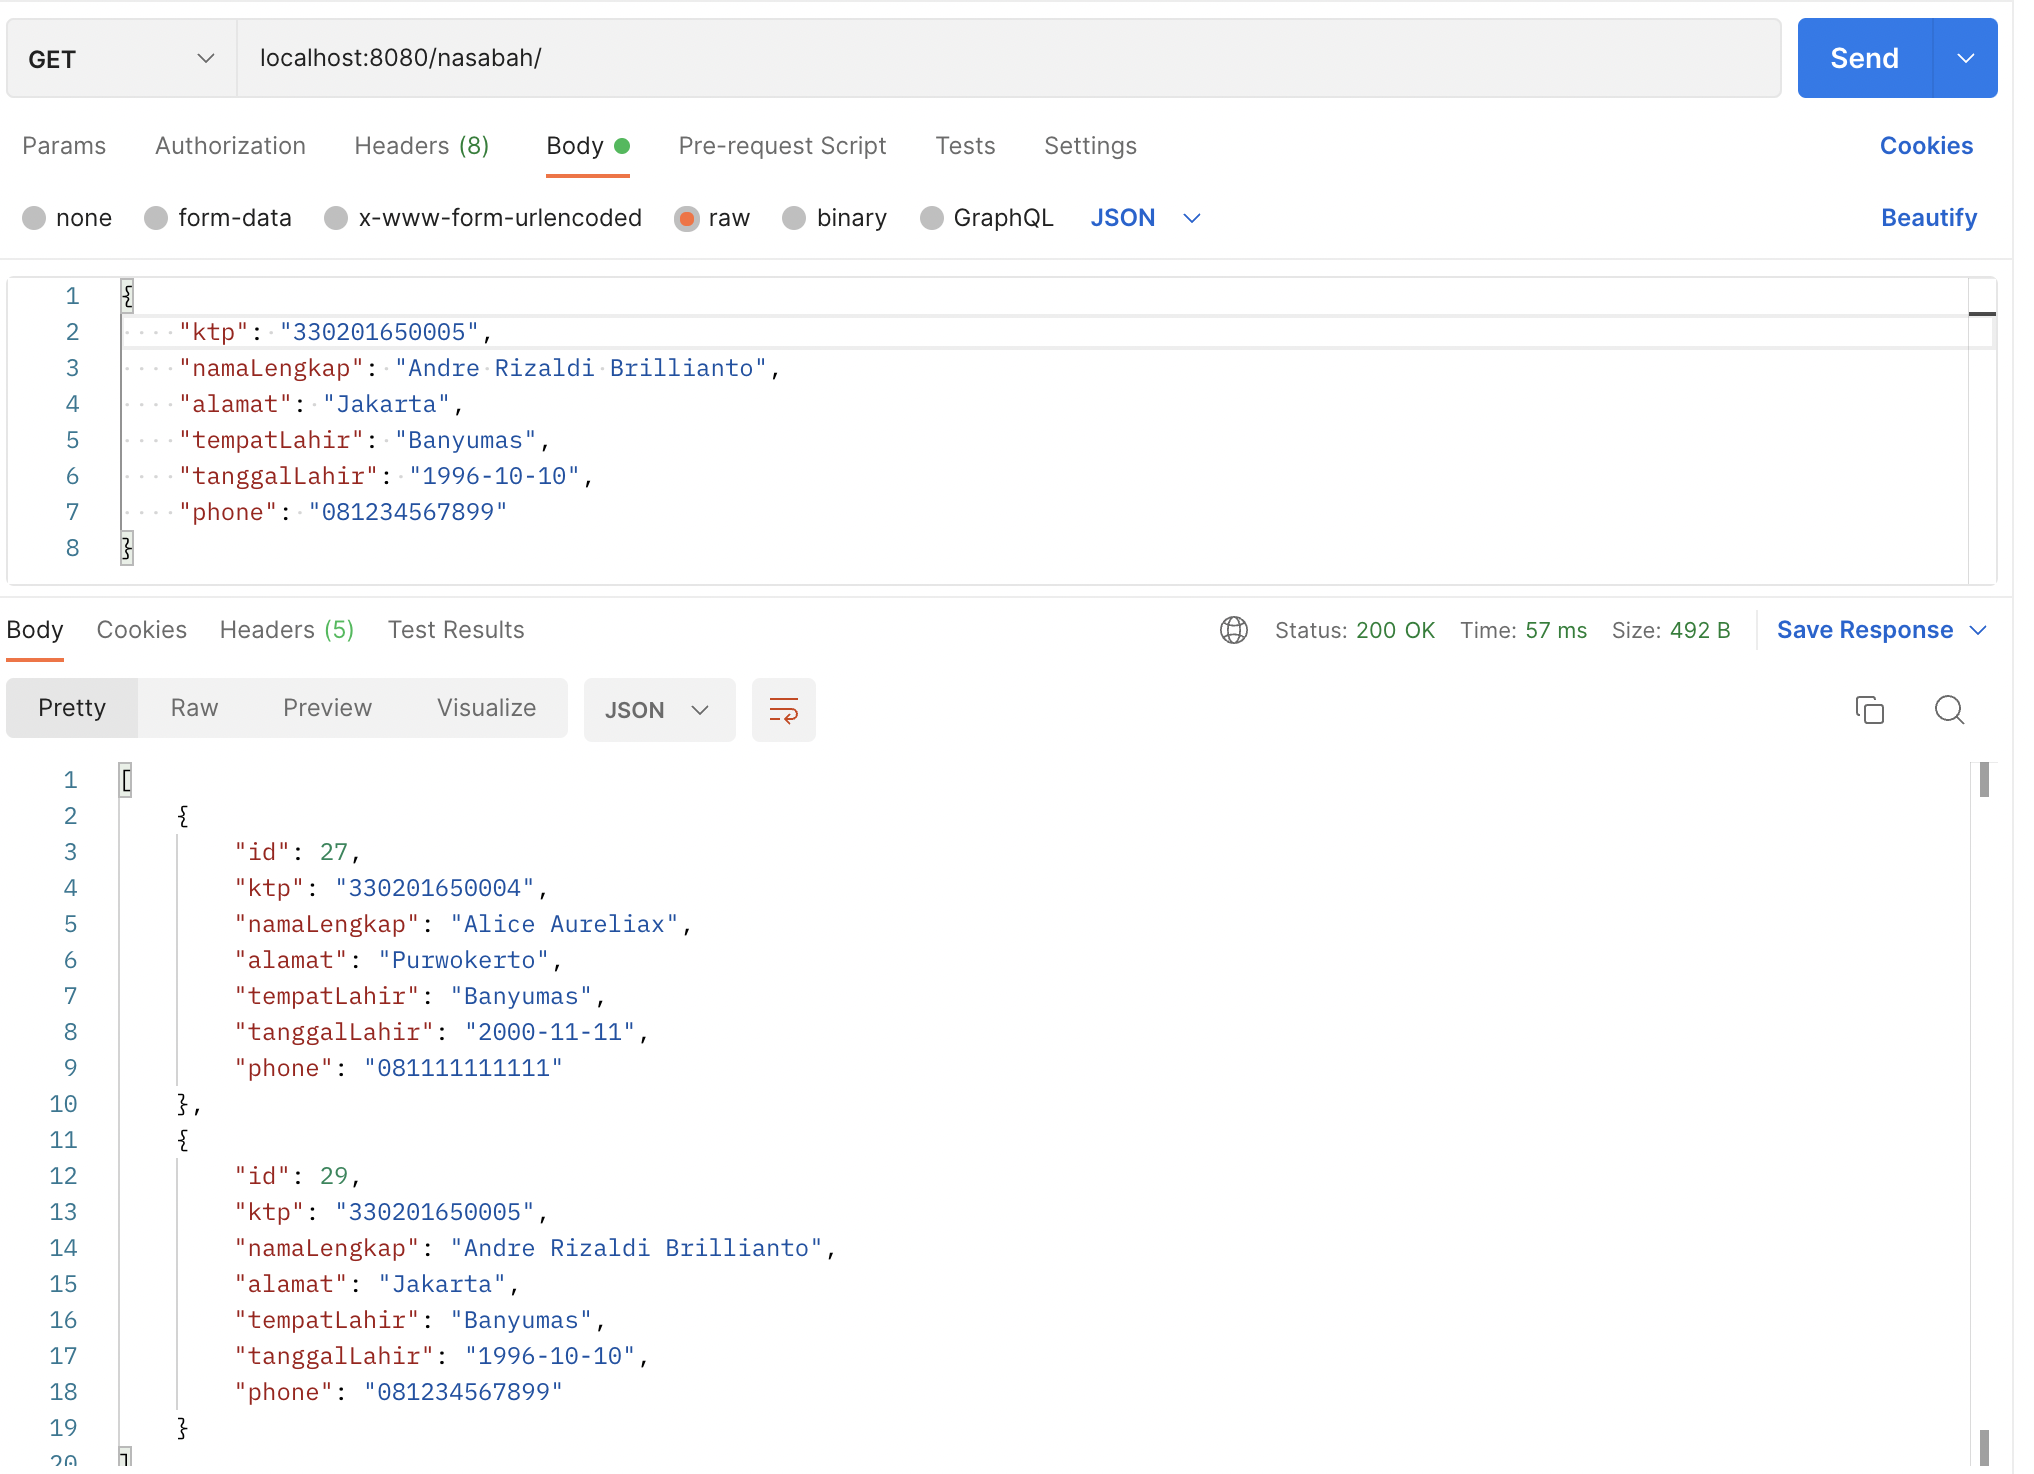 GET localhost:8080/nasabah/ Send
Params Authorization Headers (8) Body Pre-request Script Tests Settings Cookies
none form-data x-www-form-urlencoded raw binary GraphQL JSON Beautify
1 {
2 "ktp": "330201650005",
3 "namaLengkap": "Andre Rizaldi Brillianto",
4 "alamat": "Jakarta",
5 "tempatLahir": "Banyumas",
6 "tanggalLahir": "1996-10-10",
7 "phone": "081234567899"
8 }
Body Cookies Headers (5) Test Results Status: 200 OK Time: 57 ms Size: 492 B Save Response
Pretty Raw Preview Visualize JSON
1 [
2 {
3 "id": 27,
4 "ktp": "330201650004",
5 "namaLengkap": "Alice Aureliax",
6 "alamat": "Purwokerto",
7 "tempatLahir": "Banyumas",
8 "tanggalLahir": "2000-11-11",
9 "phone": "081111111111"
10 },
11 {
12 "id": 29,
13 "ktp": "330201650005",
14 "namaLengkap": "Andre Rizaldi Brillianto",
15 "alamat": "Jakarta",
16 "tempatLahir": "Banyumas",
17 "tanggalLahir": "1996-10-10",
18 "phone": "081234567899"
19 }
20 ]